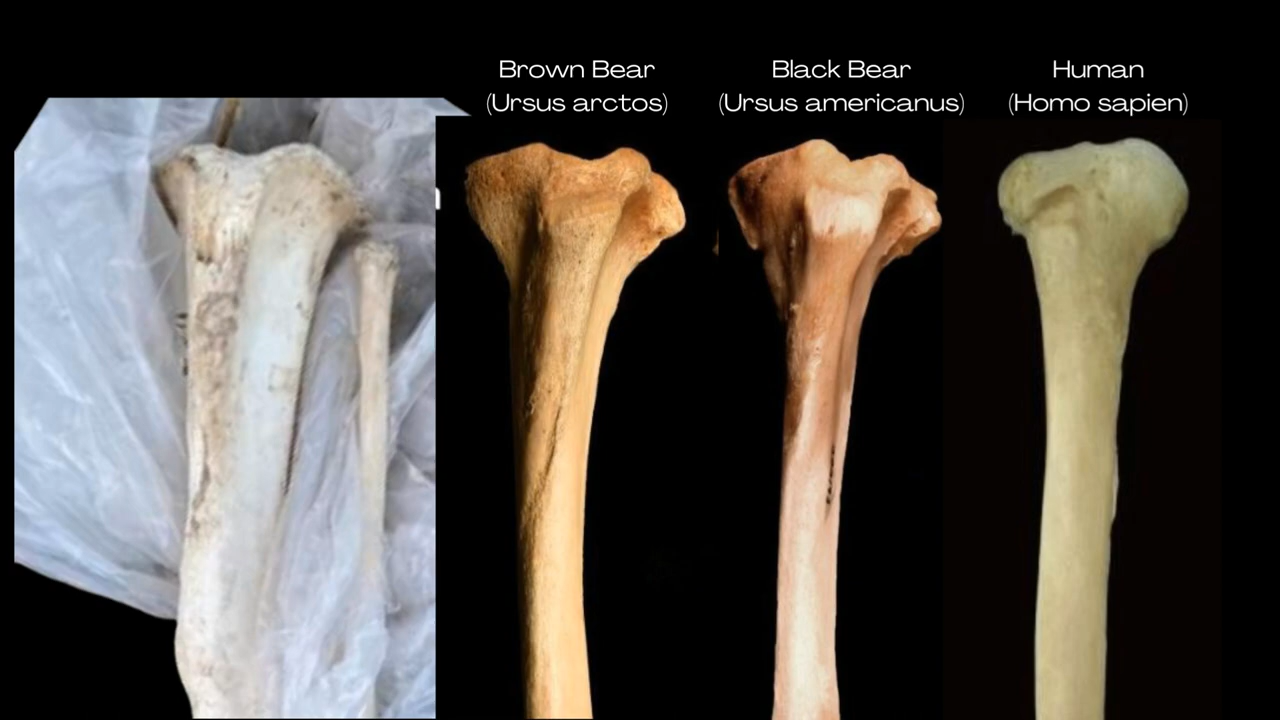 Brown Bear
(Ursus arctos)
Black Bear
(Ursus americanus)
Human
(Homo sapien)